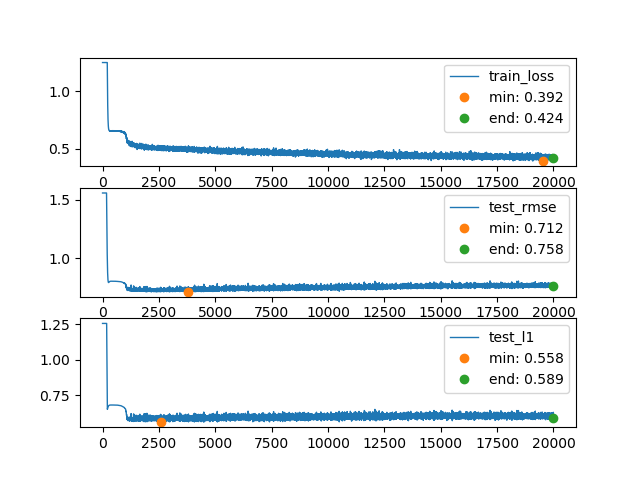 train_loss
min: 0.392
end: 0.424
1.0
0.5
0 2500 5000 7500 10000 12500 15000 17500 20000
test_rmse
min: 0.712
end: 0.758
1.5
1.0
0 2500 5000 7500 10000 12500 15000 17500 20000
test_l1
min: 0.558
end: 0.589
1.25
1.00
0.75
0 2500 5000 7500 10000 12500 15000 17500 20000